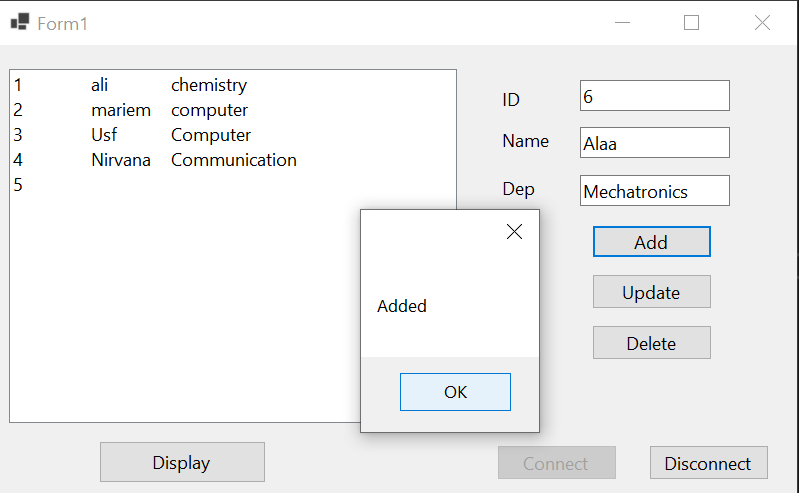 Form1
1 ali chemistry
2 mariem computer
3 Usf Computer
4 Nirvana Communication
5
ID 6
Name Alaa
Dep Mechatronics
Add
Update
Delete
Added
OK
Display
Connect
Disconnect